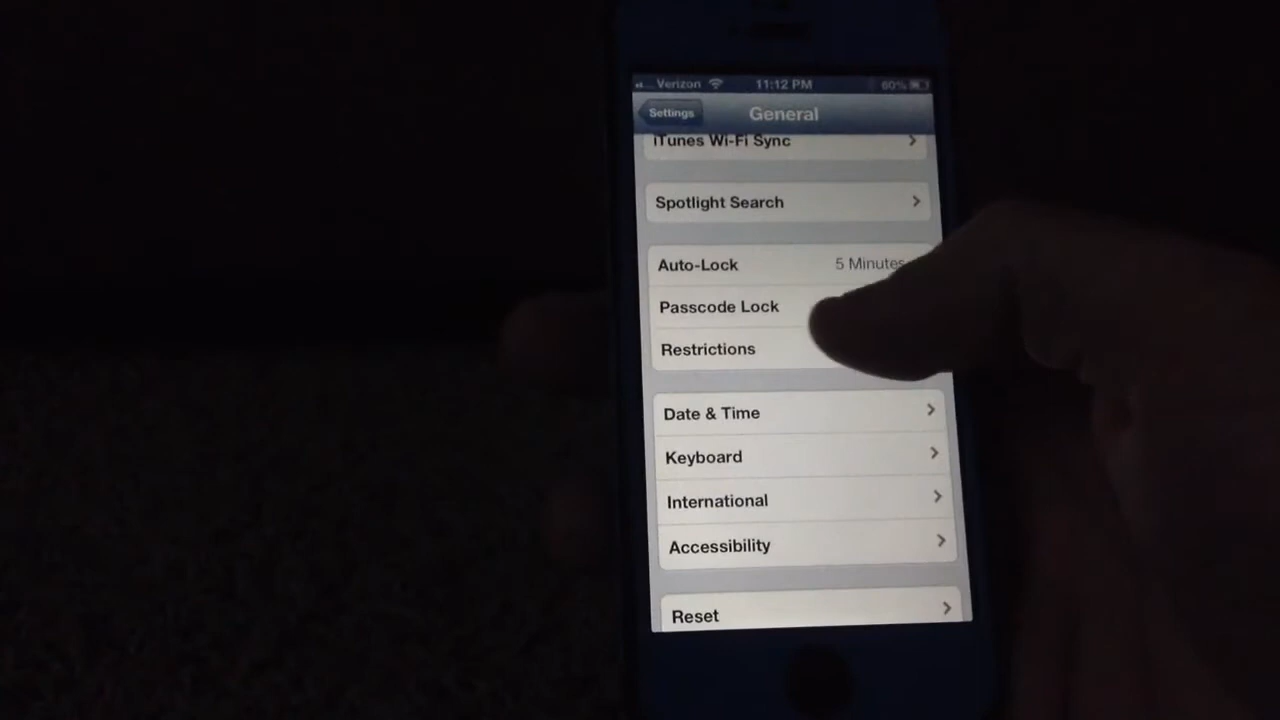 Verizon 11:12 PM 60%
Settings General
iTunes Wi-Fi Sync
Spotlight Search
Auto-Lock 5 Minutes
Passcode Lock
Restrictions
Date & Time
Keyboard
International
Accessibility
Reset